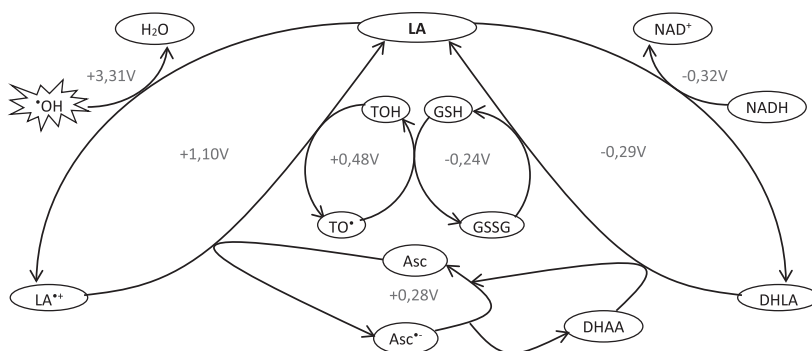 H₂O
LA
NAD⁺
+3,31V
-0,32V
•OH
TOH
GSH
NADH
+1,10V
+0,48V
-0,24V
-0,29V
TO•
GSSG
Asc
LA•+
+0,28V
DHLA
Asc•-
DHAA